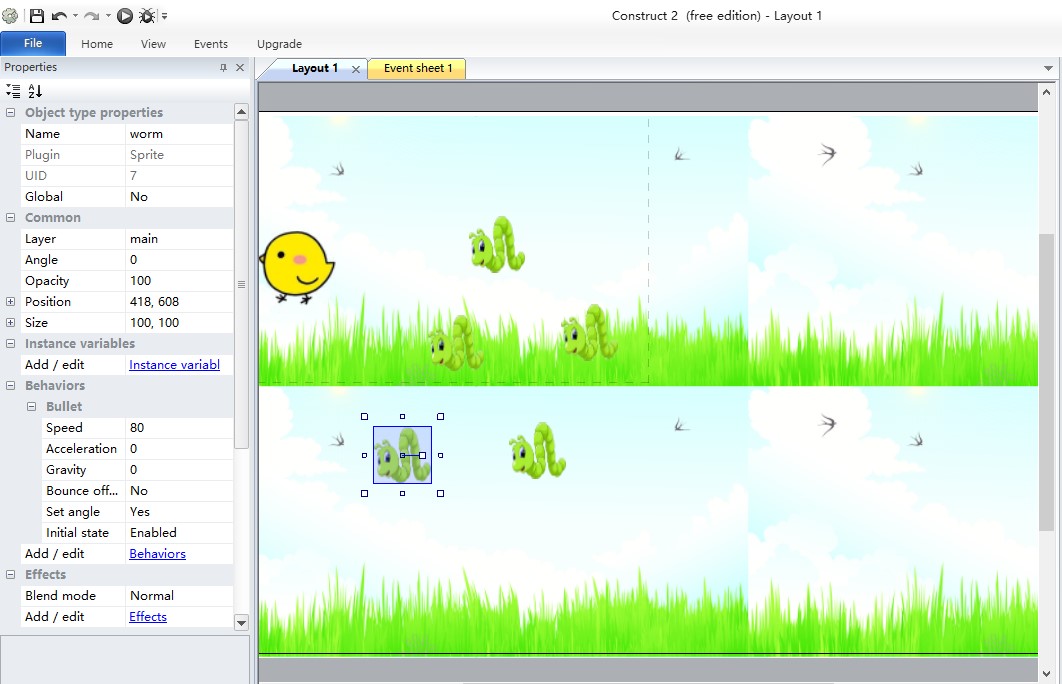 Construct 2 (free edition) - Layout 1
File Home View Events Upgrade
Properties
Layout 1 Event sheet 1
Object type properties
Name worm
Plugin Sprite
UID 7
Global No
Common
Layer main
Angle 0
Opacity 100
Position 418, 608
Size 100, 100
Instance variables
Add / edit Instance variabl
Behaviors
Bullet
Speed 80
Acceleration 0
Gravity 0
Bounce off... No
Set angle Yes
Initial state Enabled
Add / edit Behaviors
Effects
Blend mode Normal
Add / edit Effects